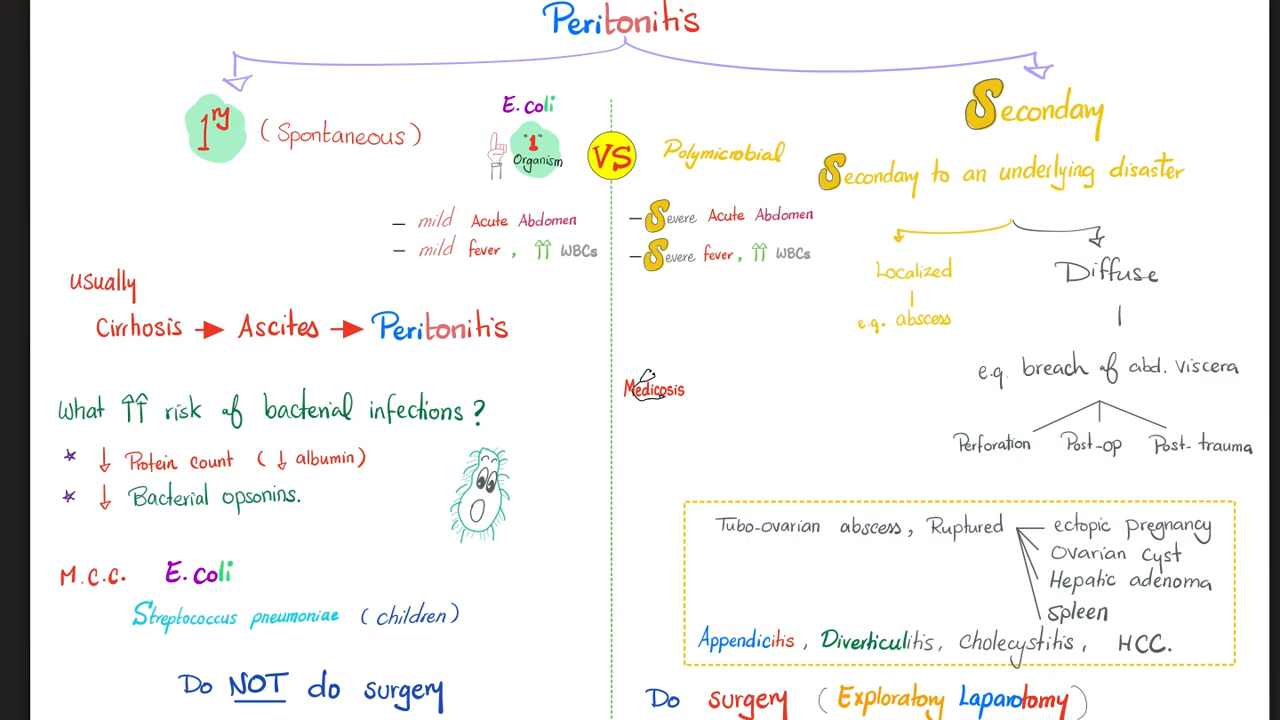 Peritonitis
1ry (Spontaneous)
E. coli
"1"
Organism
- mild Acute Abdomen
- mild fever, ⇈ WBCs
Usually
Cirrhosis → Ascites → Peritonitis
What ⇈ risk of bacterial infections?
* ↓ Protein count (↓ albumin)
* ↓ Bacterial opsonins.
M.C.C. E. coli
Streptococcus pneumoniae (children)
Do NOT do surgery
VS
Secondary
Polymicrobial
Secondary to an underlying disaster
- Severe Acute Abdomen
- Severe fever, ⇈ WBCs
Localized
e.g. abscess
Diffuse
e.g. breach of abd. viscera
Perforation Post-op Post-trauma
Medicosis
Tubo-ovarian abscess, Ruptured ectopic pregnancy
Ovarian cyst
Hepatic adenoma
Spleen
Appendicitis, Diverticulitis, Cholecystitis, HCC.
Do surgery (Exploratory Laparotomy)